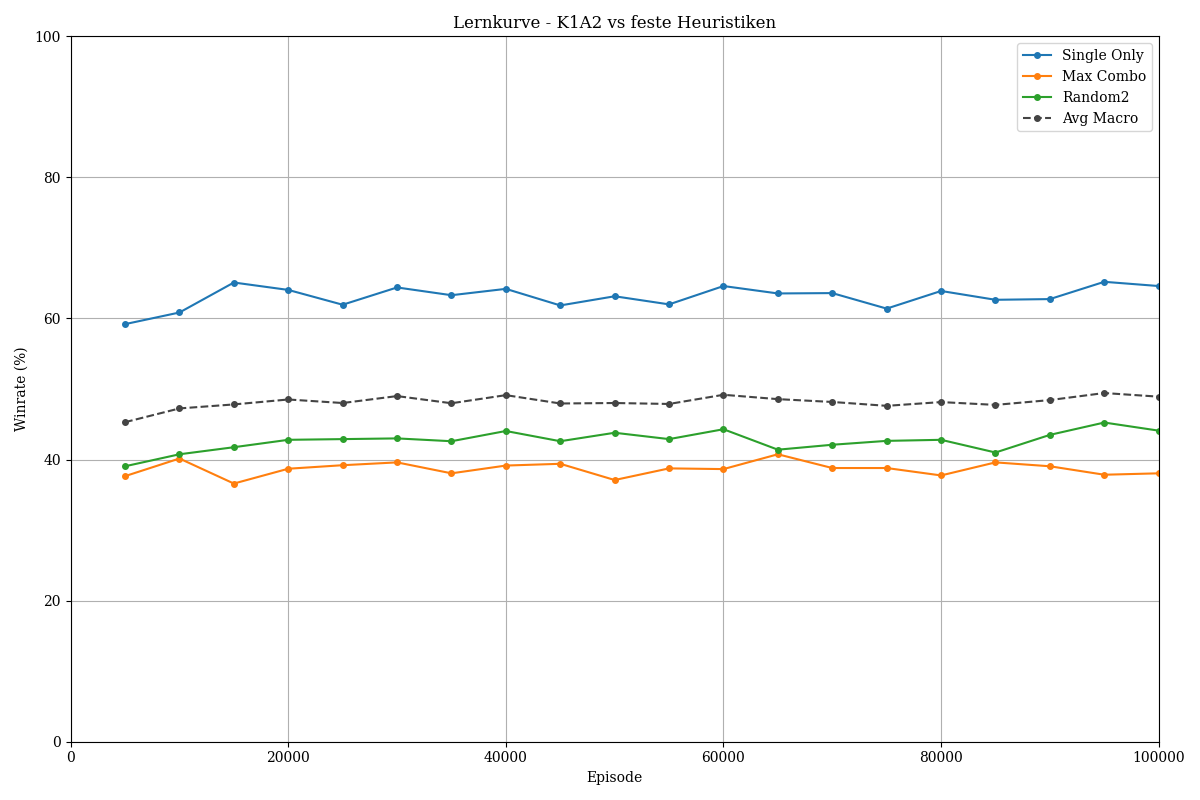 Lernkurve - K1A2 vs feste Heuristiken
Single Only
Max Combo
Random2
Avg Macro
Winrate (%)
100
80
60
40
20
0
0 20000 40000 60000 80000 100000
Episode